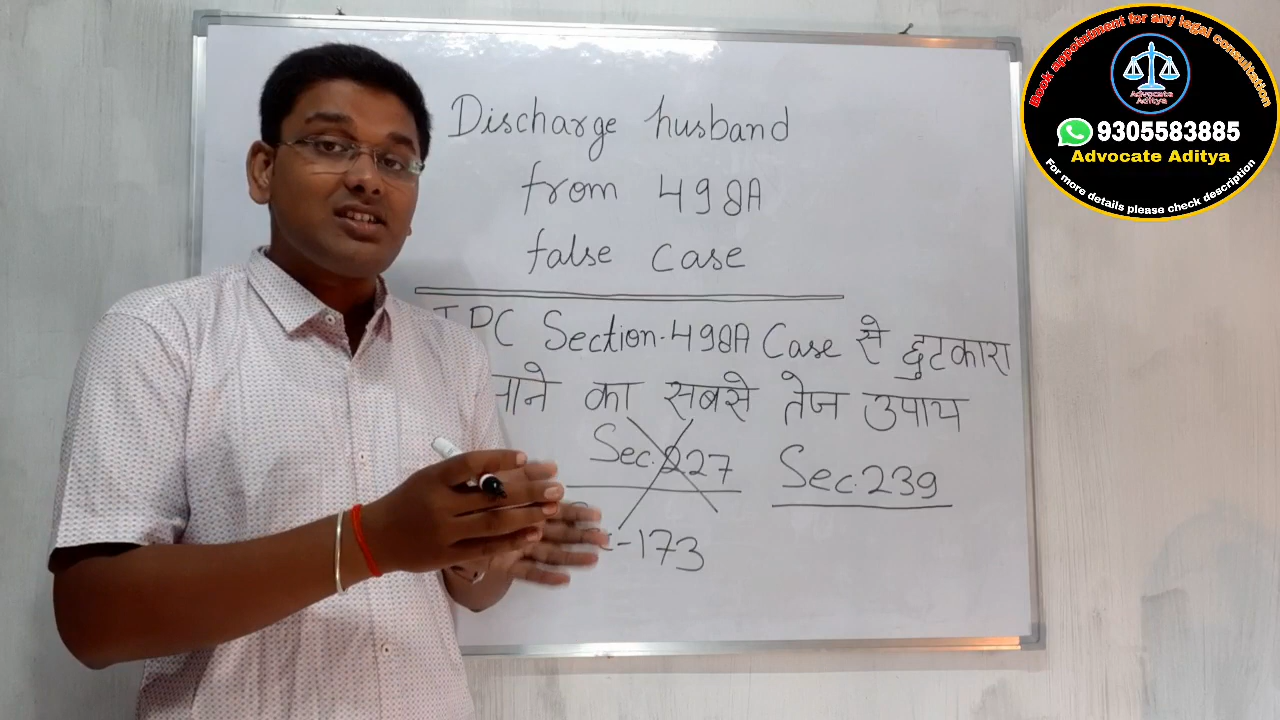 Discharge husband
from 498A
false case
IPC Section-498A Case से छुटकारा
का सबसे तेज उपाय
Sec.227 Sec.239
-173
Book appointment for any legal consultation
Advocate
Aditya
9305583885
Advocate Aditya
For more details please check description